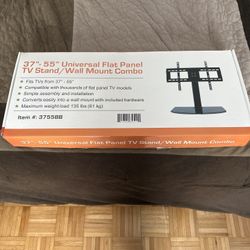 37"- 55" Universal Flat Panel
TV Stand/Wall Mount Combo
• Fits TVs from 37" - 55"
• Compatible with thousands of panel TV models
• Simple assembly and installation
• Converts easily into a wall mount with included hardware
• Maximum weight load 135 lbs (61 kg)
Item #: 37558B
37"- 55" Universal Flat Panel TV Stand/Wall Mount Combo